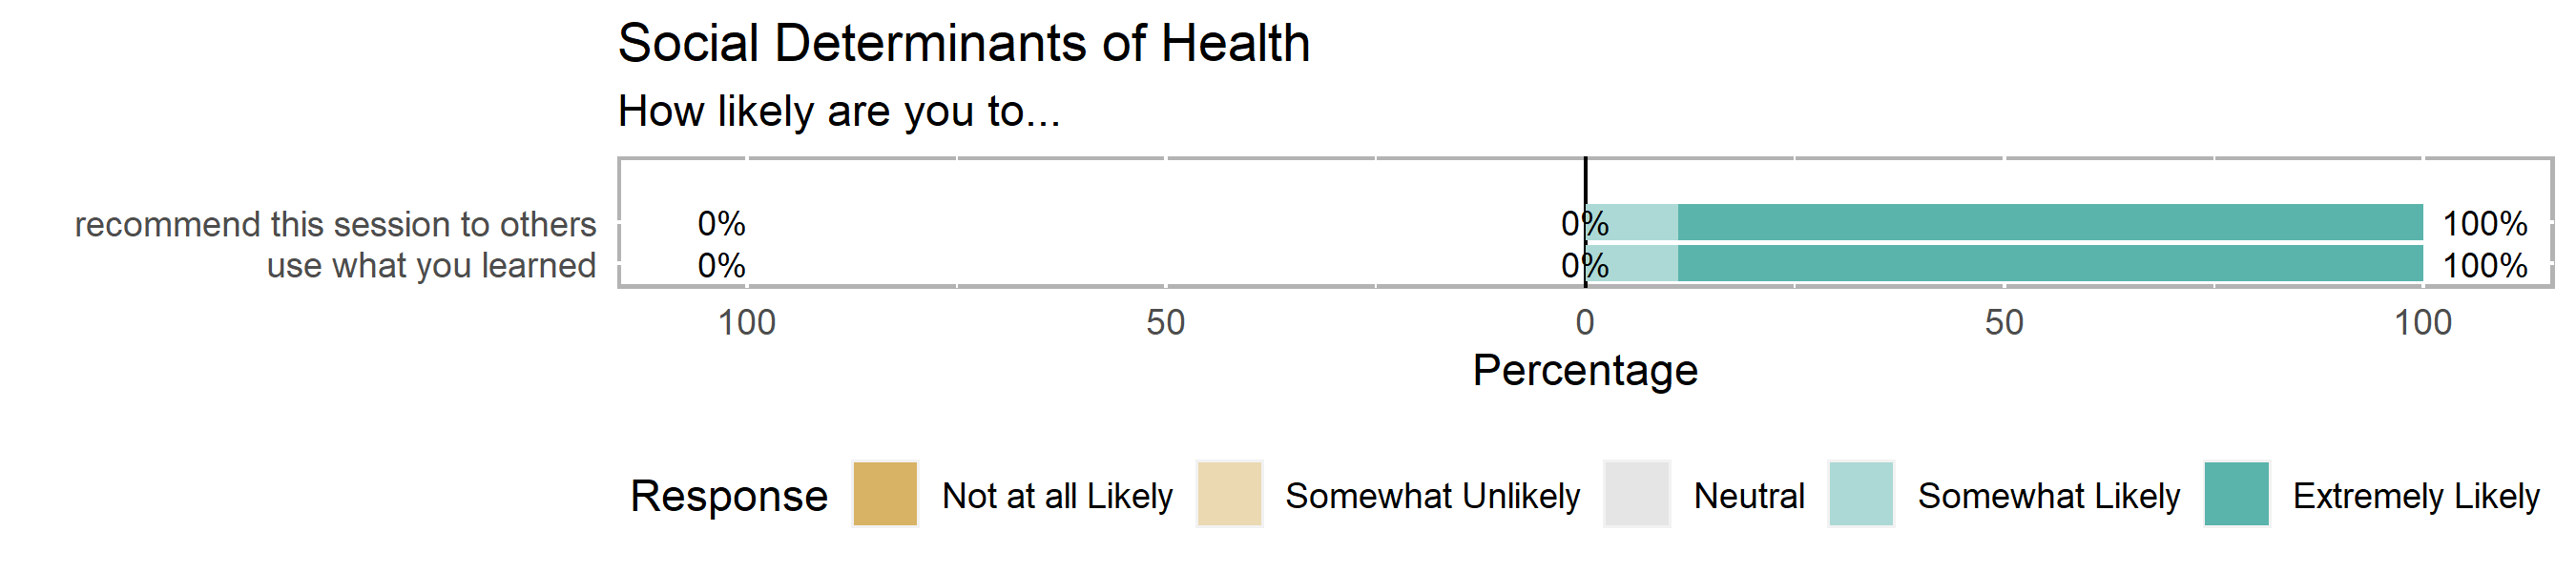 Social Determinants of Health
How likely are you to...
recommend this session to others 0% 0% 100%
use what you learned 0% 0% 100%
100 50 0 50 100
Percentage
Response Not at all Likely Somewhat Unlikely Neutral Somewhat Likely Extremely Likely